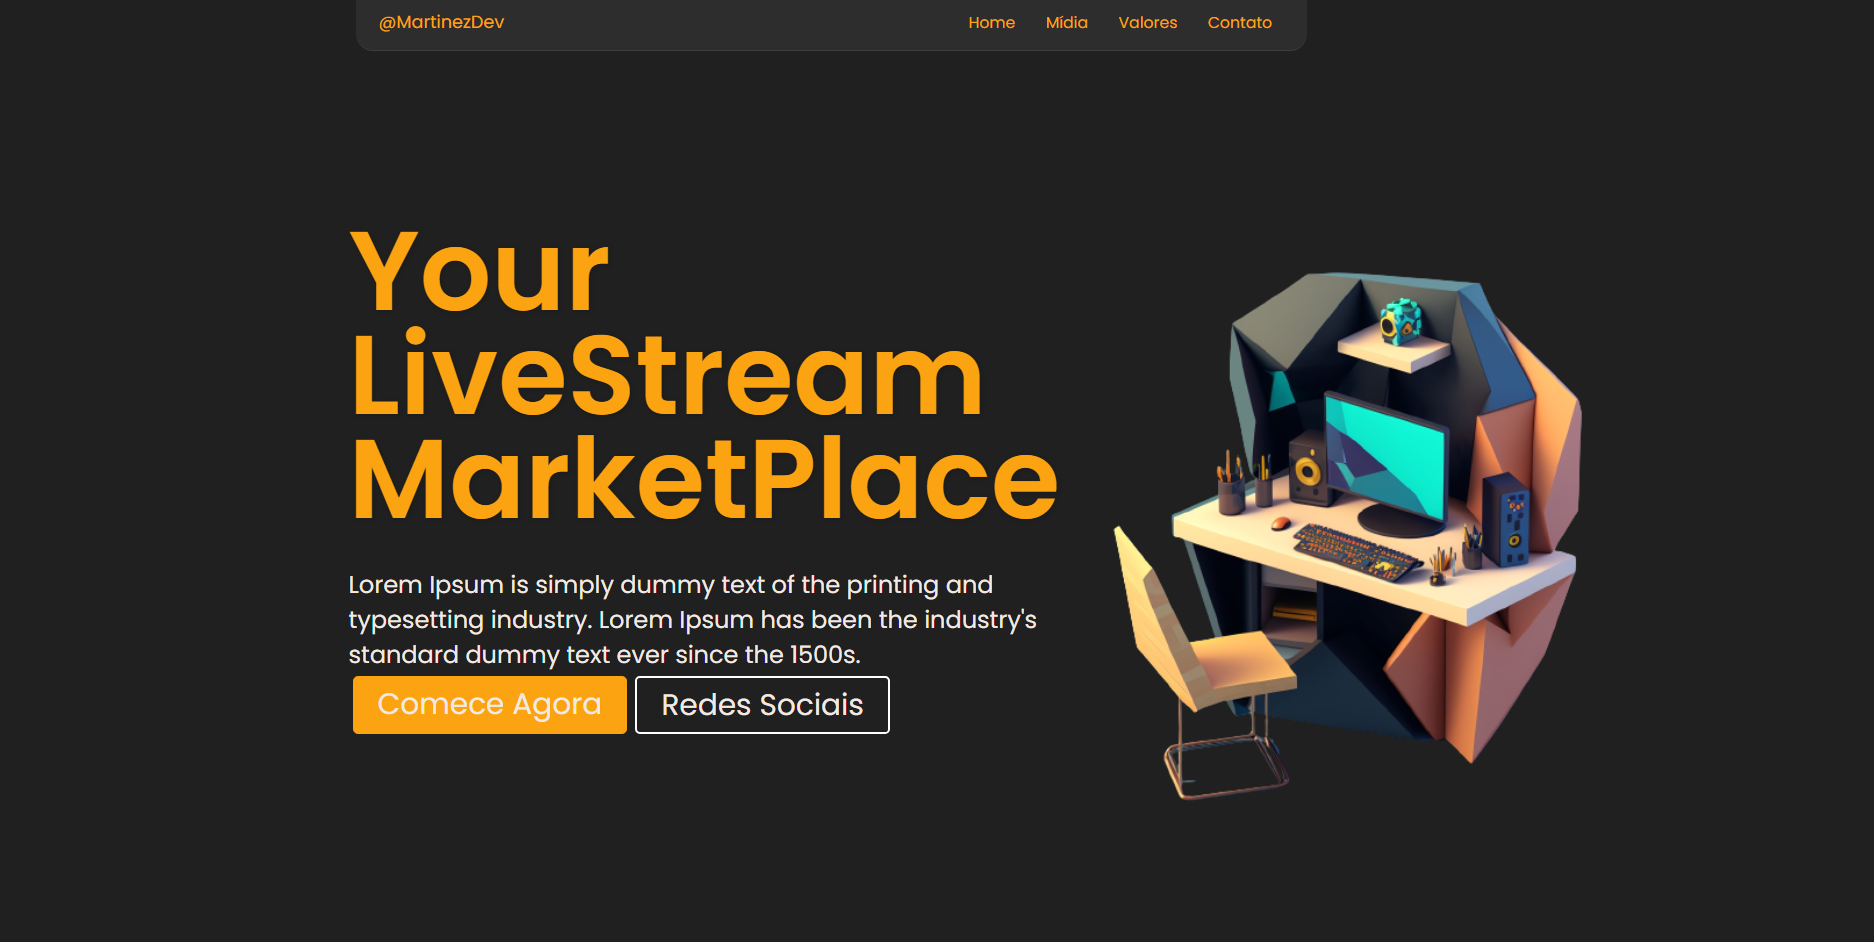 @MartinezDev Home Mídia Valores Contato
Your
LiveStream
MarketPlace
Lorem Ipsum is simply dummy text of the printing and
typesetting industry. Lorem Ipsum has been the industry's
standard dummy text ever since the 1500s.
Comece Agora Redes Sociais